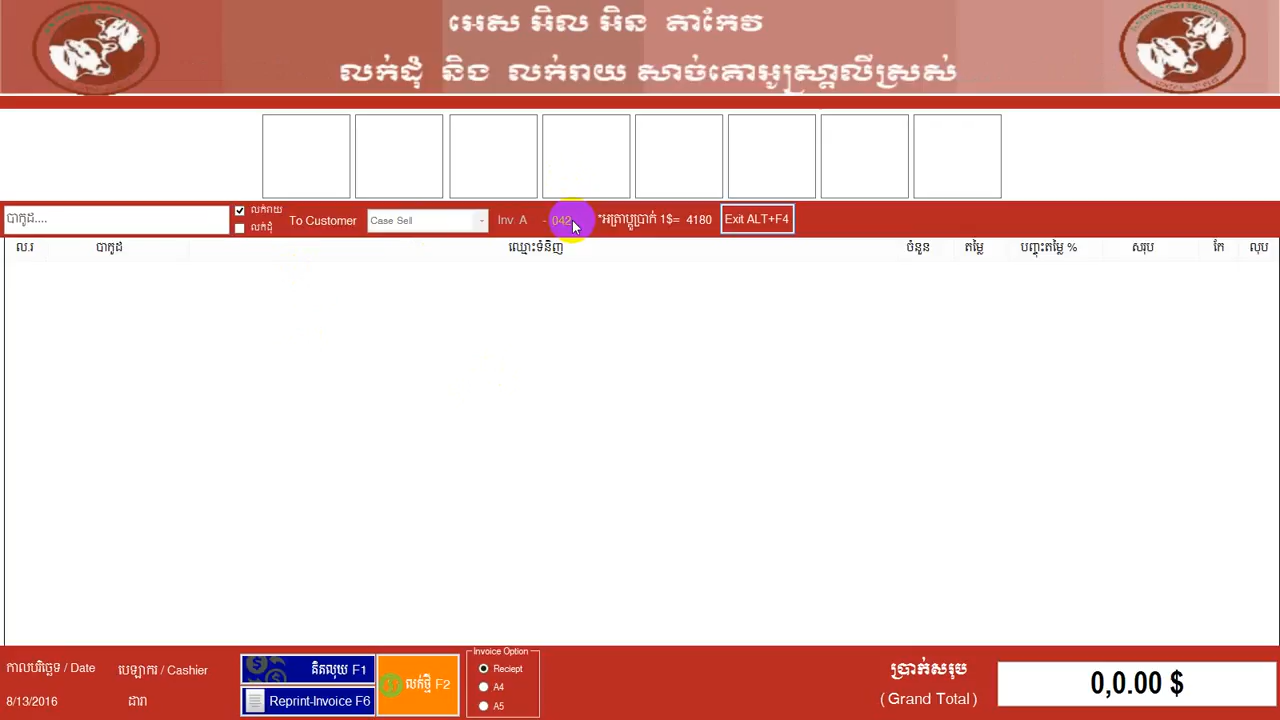 អេស អិល អិន តាកែវ
លក់ដុំ និង លក់រាយ សាច់គោអូស្ត្រាលីស្រស់
បាកូដ....
លក់រាយ
លក់ដុំ
To Customer
Case Sell
Inv. A - 042
*អត្រាប្តូប្រាក់ 1$= 4180
Exit ALT+F4
ល.រ បាកូដ ឈ្មោះទំនិញ ចំនួន តម្លៃ បញ្ចុះតម្លៃ % សរុប កែ លុប
កាលបរិច្ឆេទ / Date
8/13/2016
បេឡាករ / Cashier
ដារា
គិតលុយ F1
Reprint-Invoice F6
លក់ថ្មី F2
Invoice Option
Reciept
A4
A5
ប្រាក់សរុប
( Grand Total )
0,0.00 $